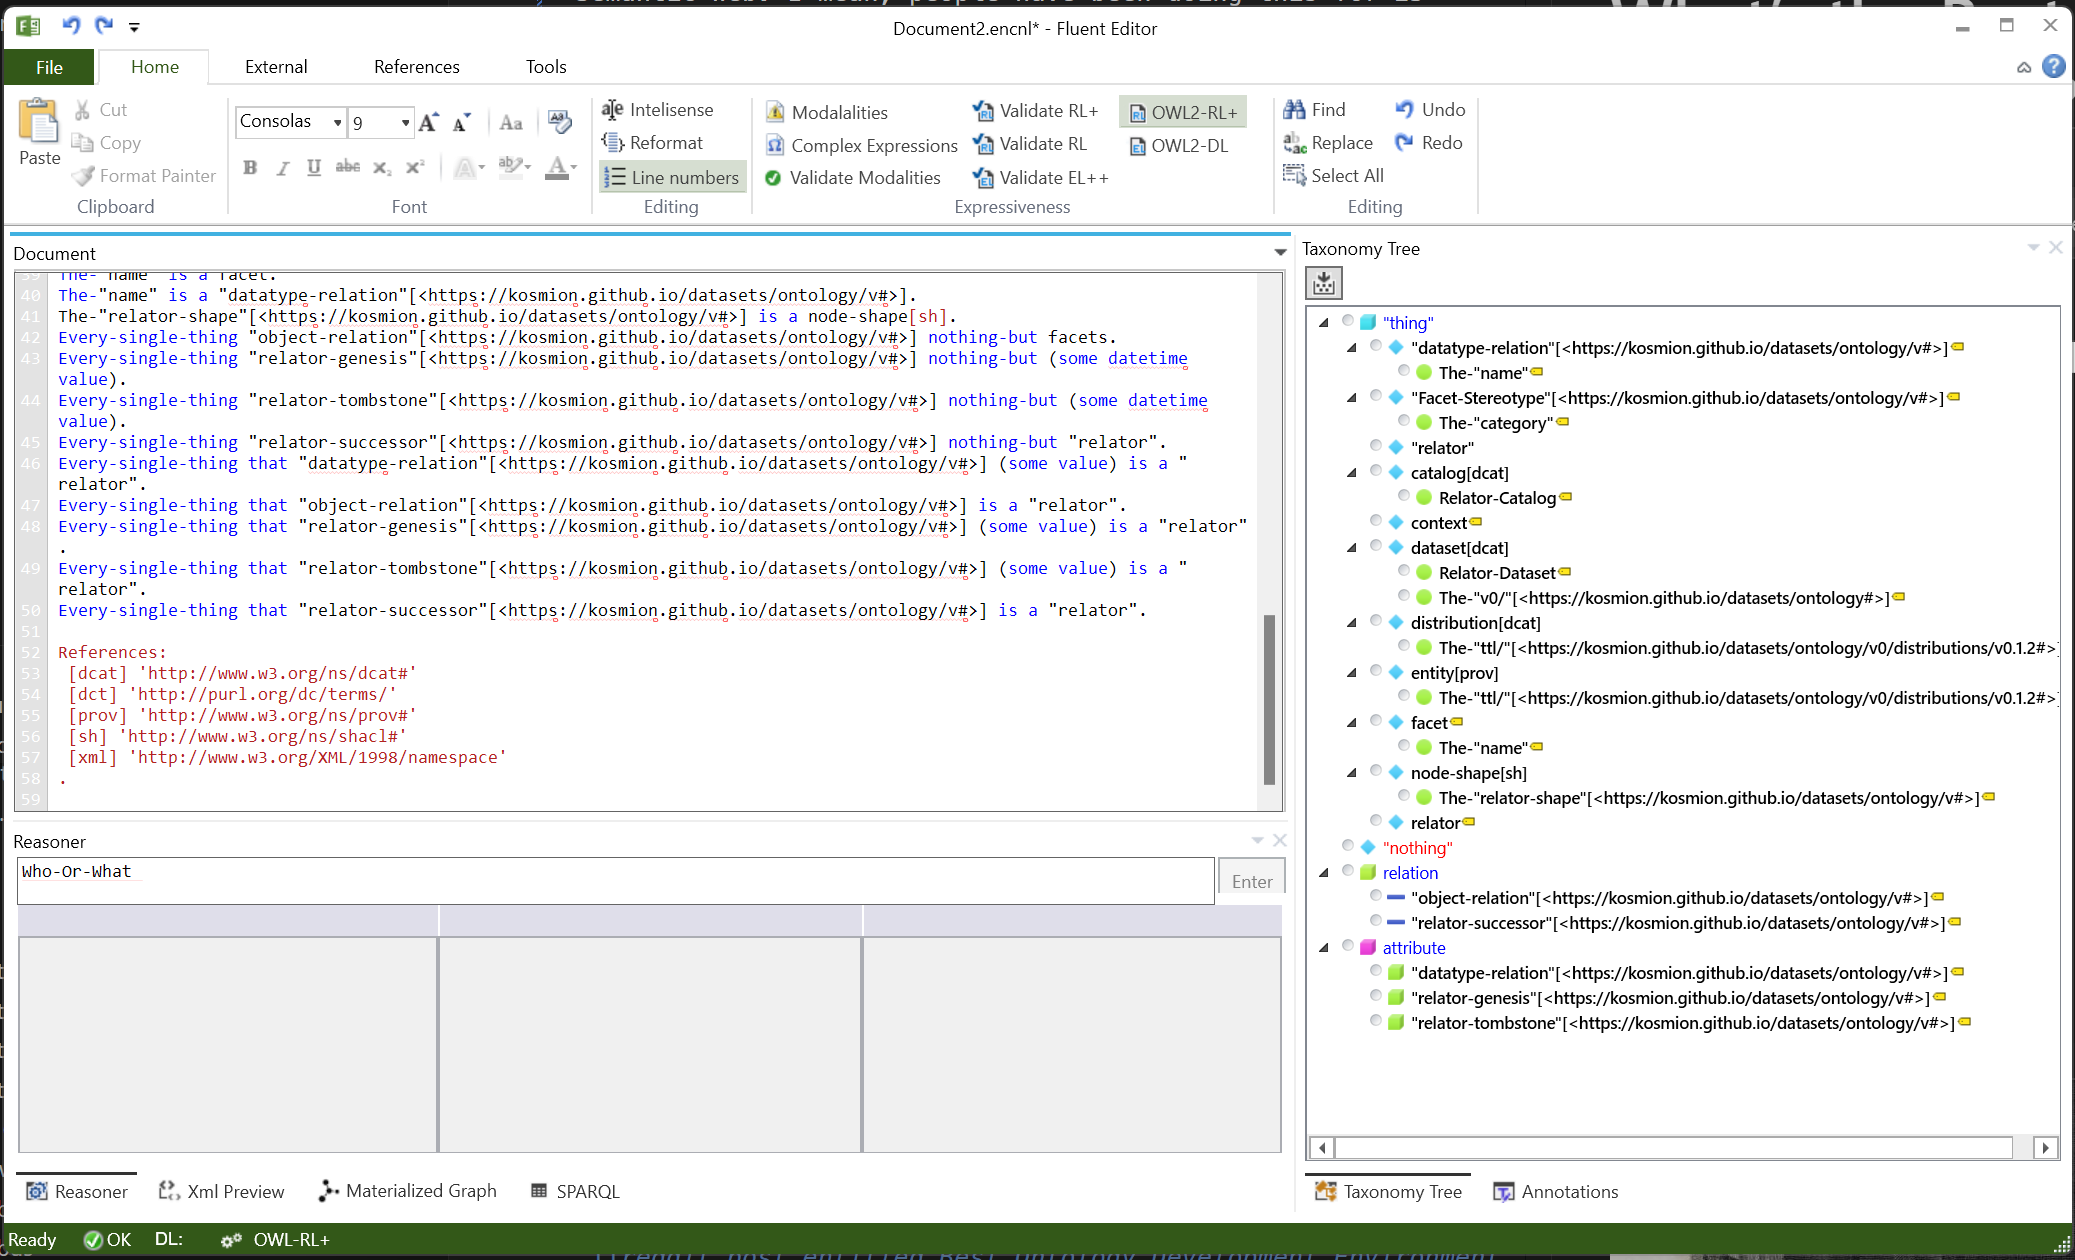 Document2.encnl* - Fluent Editor
File
Home
External
References
Tools
Paste
Cut
Copy
Format Painter
Clipboard
Consolas
9
Font
Intelisense
Reformat
Line numbers
Editing
Modalalities
Complex Expressions
Validate Modalities
Validate RL+
Validate RL
Validate EL++
OWL2-RL+
OWL2-DL
Expressiveness
Find
Replace
Select All
Undo
Redo
Editing
Document
39 The-"name" is a facet.
40 The-"name" is a "datatype-relation"[<https://kosmion.github.io/datasets/ontology/v#>].
41 The-"relator-shape"[<https://kosmion.github.io/datasets/ontology/v#>] is a node-shape[sh].
42 Every-single-thing "object-relation"[<https://kosmion.github.io/datasets/ontology/v#>] nothing-but facets.
43 Every-single-thing "relator-genesis"[<https://kosmion.github.io/datasets/ontology/v#>] nothing-but (some datetime
value).
44 Every-single-thing "relator-tombstone"[<https://kosmion.github.io/datasets/ontology/v#>] nothing-but (some datetime
value).
45 Every-single-thing "relator-successor"[<https://kosmion.github.io/datasets/ontology/v#>] nothing-but "relator".
46 Every-single-thing that "datatype-relation"[<https://kosmion.github.io/datasets/ontology/v#>] (some value) is a "
relator".
47 Every-single-thing that "object-relation"[<https://kosmion.github.io/datasets/ontology/v#>] is a "relator".
48 Every-single-thing that "relator-genesis"[<https://kosmion.github.io/datasets/ontology/v#>] (some value) is a "relator"
.
49 Every-single-thing that "relator-tombstone"[<https://kosmion.github.io/datasets/ontology/v#>] (some value) is a "
relator".
50 Every-single-thing that "relator-successor"[<https://kosmion.github.io/datasets/ontology/v#>] is a "relator".
51
52 References:
53 [dcat] 'http://www.w3.org/ns/dcat#'
54 [dct] 'http://purl.org/dc/terms/'
55 [prov] 'http://www.w3.org/ns/prov#'
56 [sh] 'http://www.w3.org/ns/shacl#'
57 [xml] 'http://www.w3.org/XML/1998/namespace'
58 .
59
Reasoner
Who-Or-What
Enter
Reasoner
Xml Preview
Materialized Graph
SPARQL
Taxonomy Tree
"thing"
"datatype-relation"[<https://kosmion.github.io/datasets/ontology/v#>]
The-"name"
"Facet-Stereotype"[<https://kosmion.github.io/datasets/ontology/v#>]
The-"category"
"relator"
catalog[dcat]
Relator-Catalog
context
dataset[dcat]
Relator-Dataset
The-"v0/"[<https://kosmion.github.io/datasets/ontology#>]
distribution[dcat]
The-"ttl/"[<https://kosmion.github.io/datasets/ontology/v0/distributions/v0.1.2#>]
entity[prov]
The-"ttl/"[<https://kosmion.github.io/datasets/ontology/v0/distributions/v0.1.2#>]
facet
The-"name"
node-shape[sh]
The-"relator-shape"[<https://kosmion.github.io/datasets/ontology/v#>]
relator
"nothing"
relation
"object-relation"[<https://kosmion.github.io/datasets/ontology/v#>]
"relator-successor"[<https://kosmion.github.io/datasets/ontology/v#>]
attribute
"datatype-relation"[<https://kosmion.github.io/datasets/ontology/v#>]
"relator-genesis"[<https://kosmion.github.io/datasets/ontology/v#>]
"relator-tombstone"[<https://kosmion.github.io/datasets/ontology/v#>]
Taxonomy Tree
Annotations
Ready
OK
DL:
OWL-RL+